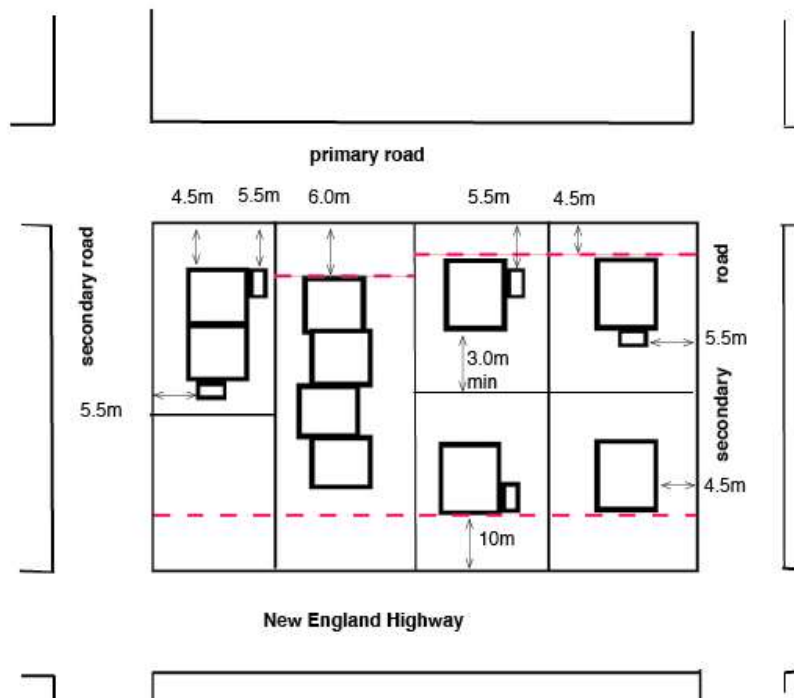 primary road
4.5m
5.5m
6.0m
5.5m
4.5m
secondary road
secondary road
5.5m
3.0m
min
5.5m
4.5m
10m
New England Highway